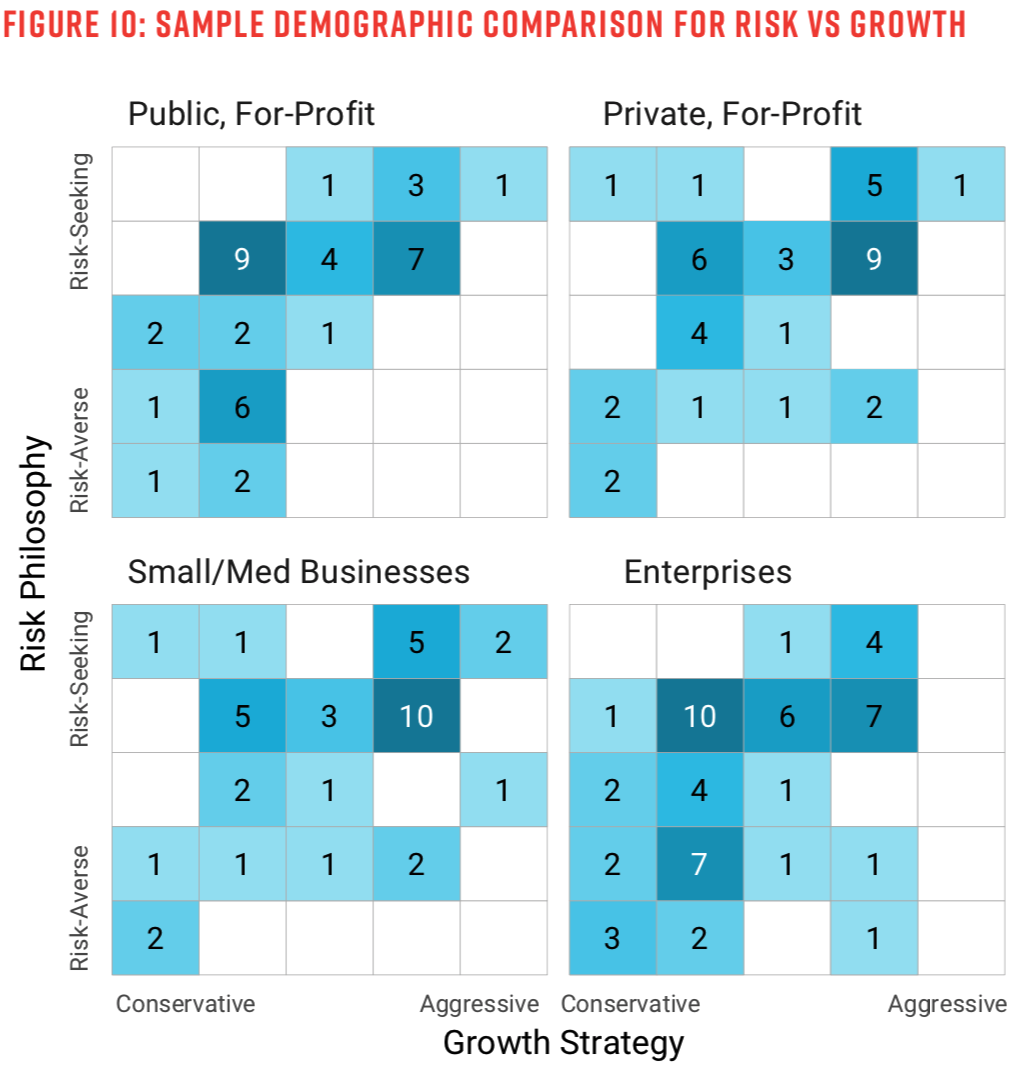 FIGURE 10: SAMPLE DEMOGRAPHIC COMPARISON FOR RISK VS GROWTH
Risk Philosophy
Public, For-Profit
Risk-Seeking
Risk-Averse
1 3 1
9 4 7
2 2 1
1 6
1 2
Private, For-Profit
1 1 5 1
6 3 9
4 1
2 1 1 2
2
Small/Med Businesses
Risk-Seeking
Risk-Averse
1 1 5 2
5 3 10
2 1 1
1 1 1 2
2
Conservative Aggressive
Enterprises
1 4
1 10 6 7
2 4 1
2 7 1 1
3 2 1
Conservative Aggressive
Growth Strategy